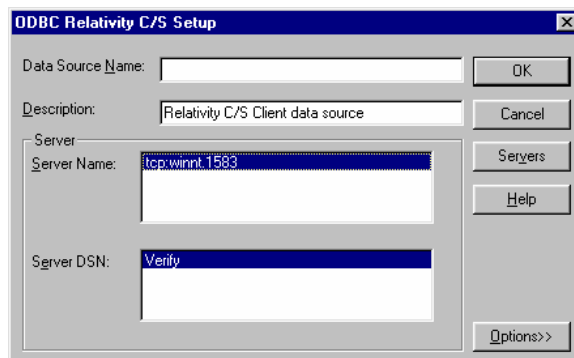 ODBC Relativity C/S Setup
Data Source Name:
OK
Description:
Relativity C/S Client data source
Cancel
Server
Server Name:
tcp:winnt.1583
Servers
Help
Server DSN:
Verify
Options>>